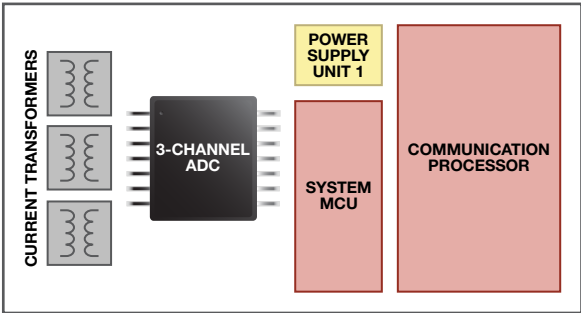 CURRENT TRANSFORMERS
3-CHANNEL
ADC
POWER
SUPPLY
UNIT 1
SYSTEM
MCU
COMMUNICATION
PROCESSOR